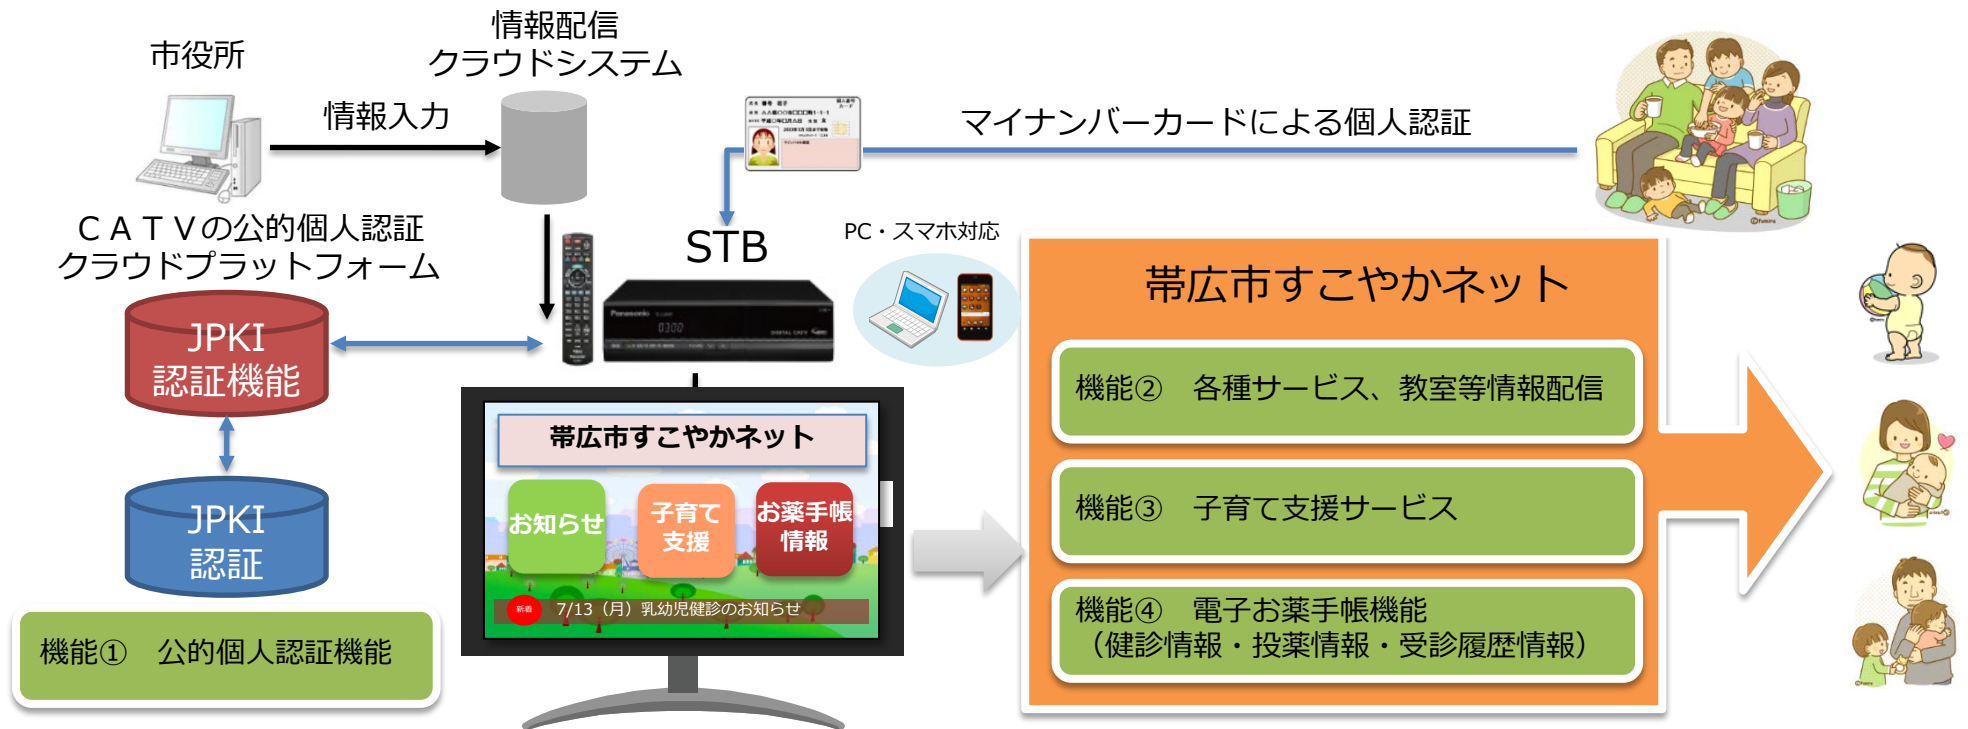 市役所
情報配信
クラウドシステム
情報入力
マイナンバーカードによる個人認証
ＣＡＴＶの公的個人認証
クラウドプラットフォーム
STB
PC・スマホ対応
Panasonic
JPKI
認証機能
JPKI
認証
機能① 公的個人認証機能
帯広市すこやかネット
お知らせ
子育て
支援
お薬手帳
情報
新着
7/13（月）乳幼児健診のお知らせ
帯広市すこやかネット
機能② 各種サービス、教室等情報配信
機能③ 子育て支援サービス
機能④ 電子お薬手帳機能
（健診情報・投薬情報・受診履歴情報）